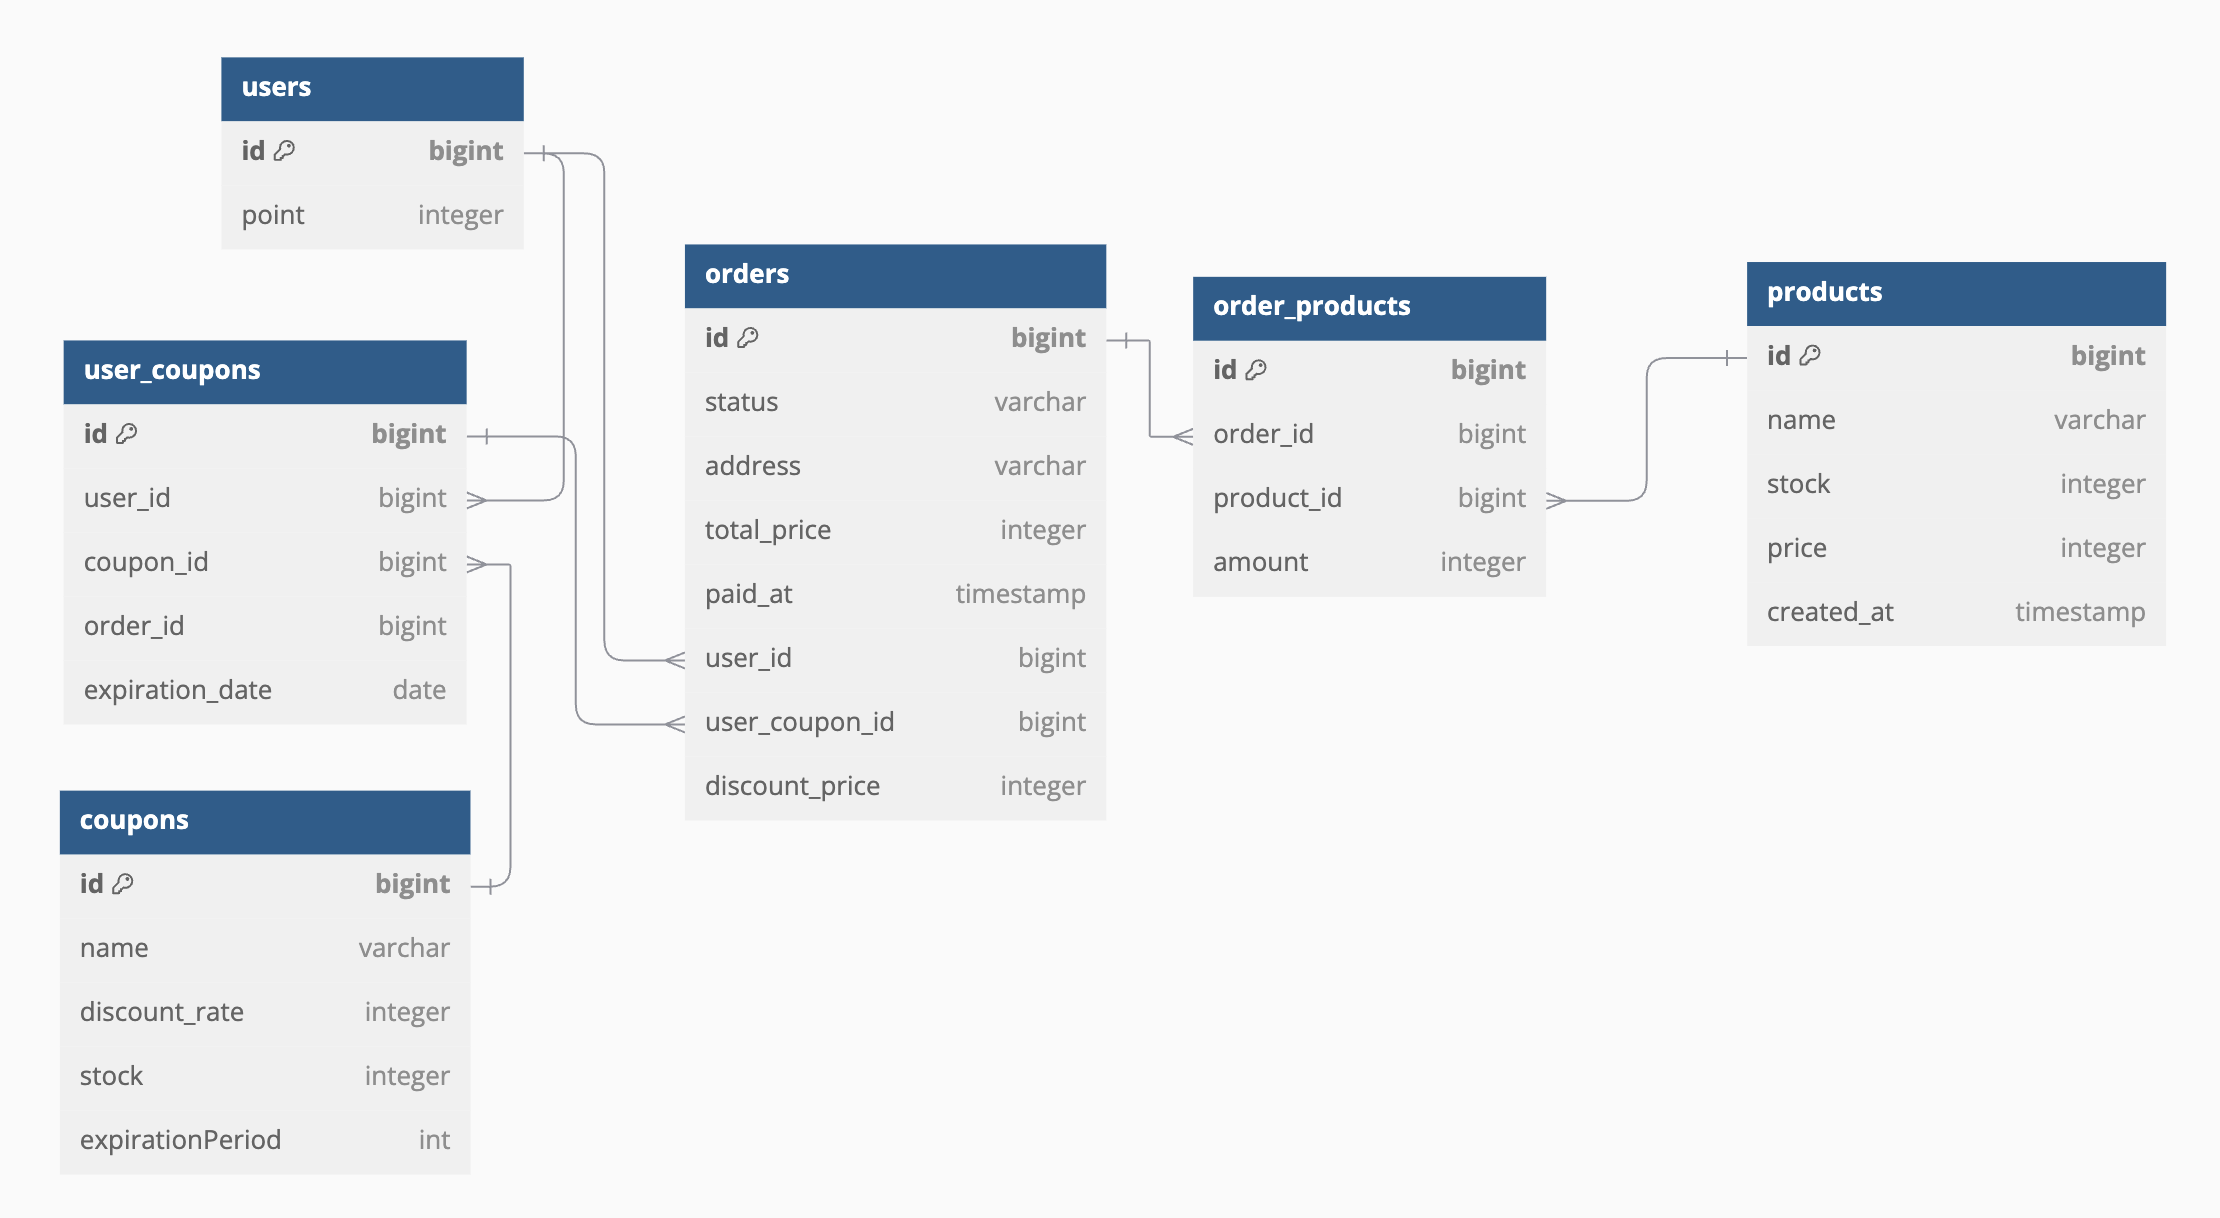 users
id bigint
point integer
user_coupons
id bigint
user_id bigint
coupon_id bigint
order_id bigint
expiration_date date
coupons
id bigint
name varchar
discount_rate integer
stock integer
expirationPeriod int
orders
id bigint
status varchar
address varchar
total_price integer
paid_at timestamp
user_id bigint
user_coupon_id bigint
discount_price integer
order_products
id bigint
order_id bigint
product_id bigint
amount integer
products
id bigint
name varchar
stock integer
price integer
created_at timestamp